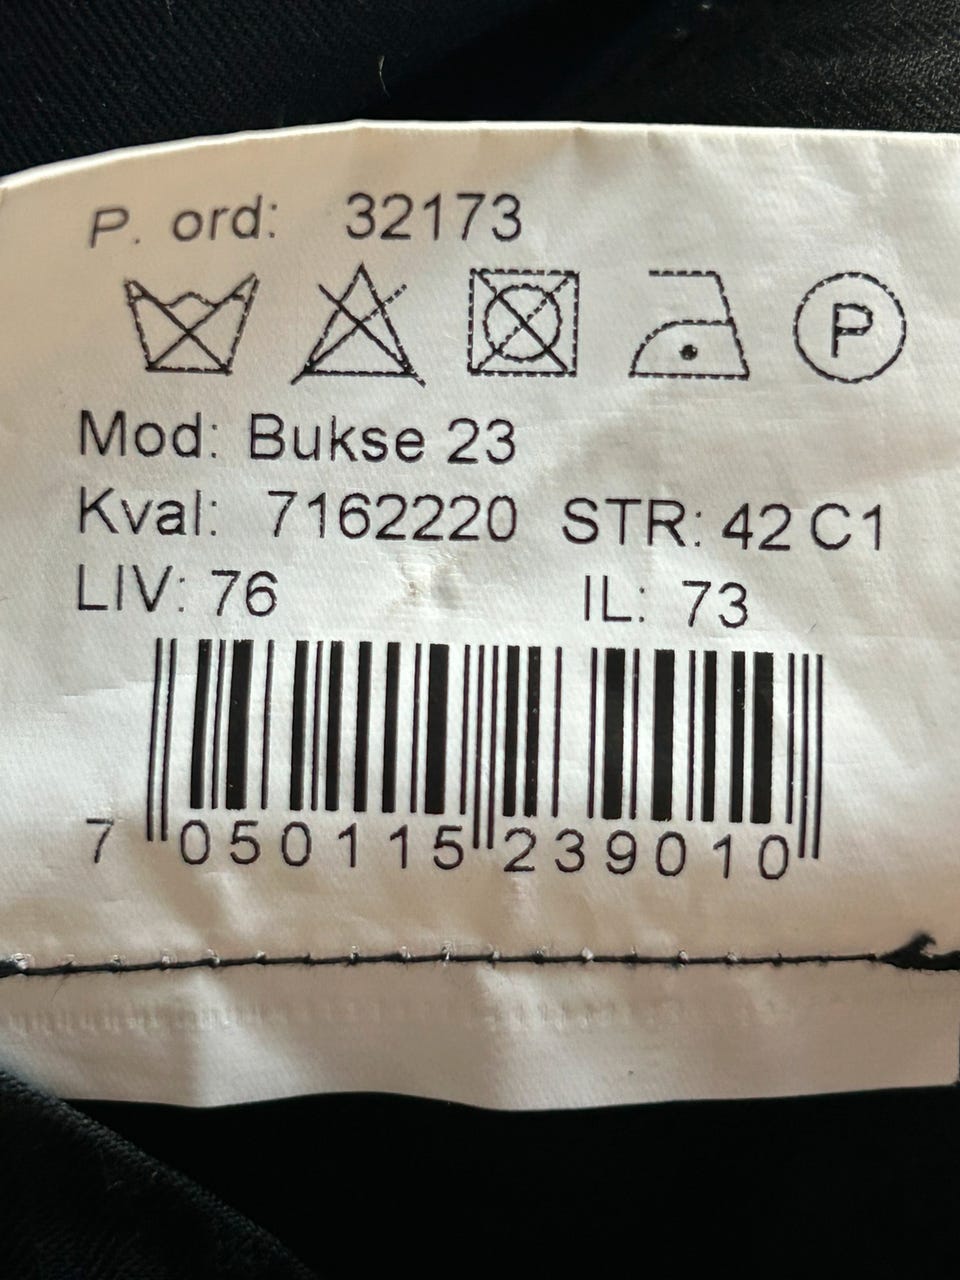 P. ord: 32173
P
Mod: Bukse 23
Kval: 7162220 STR: 42 C1
LIV: 76 IL: 73
7 050115 239010